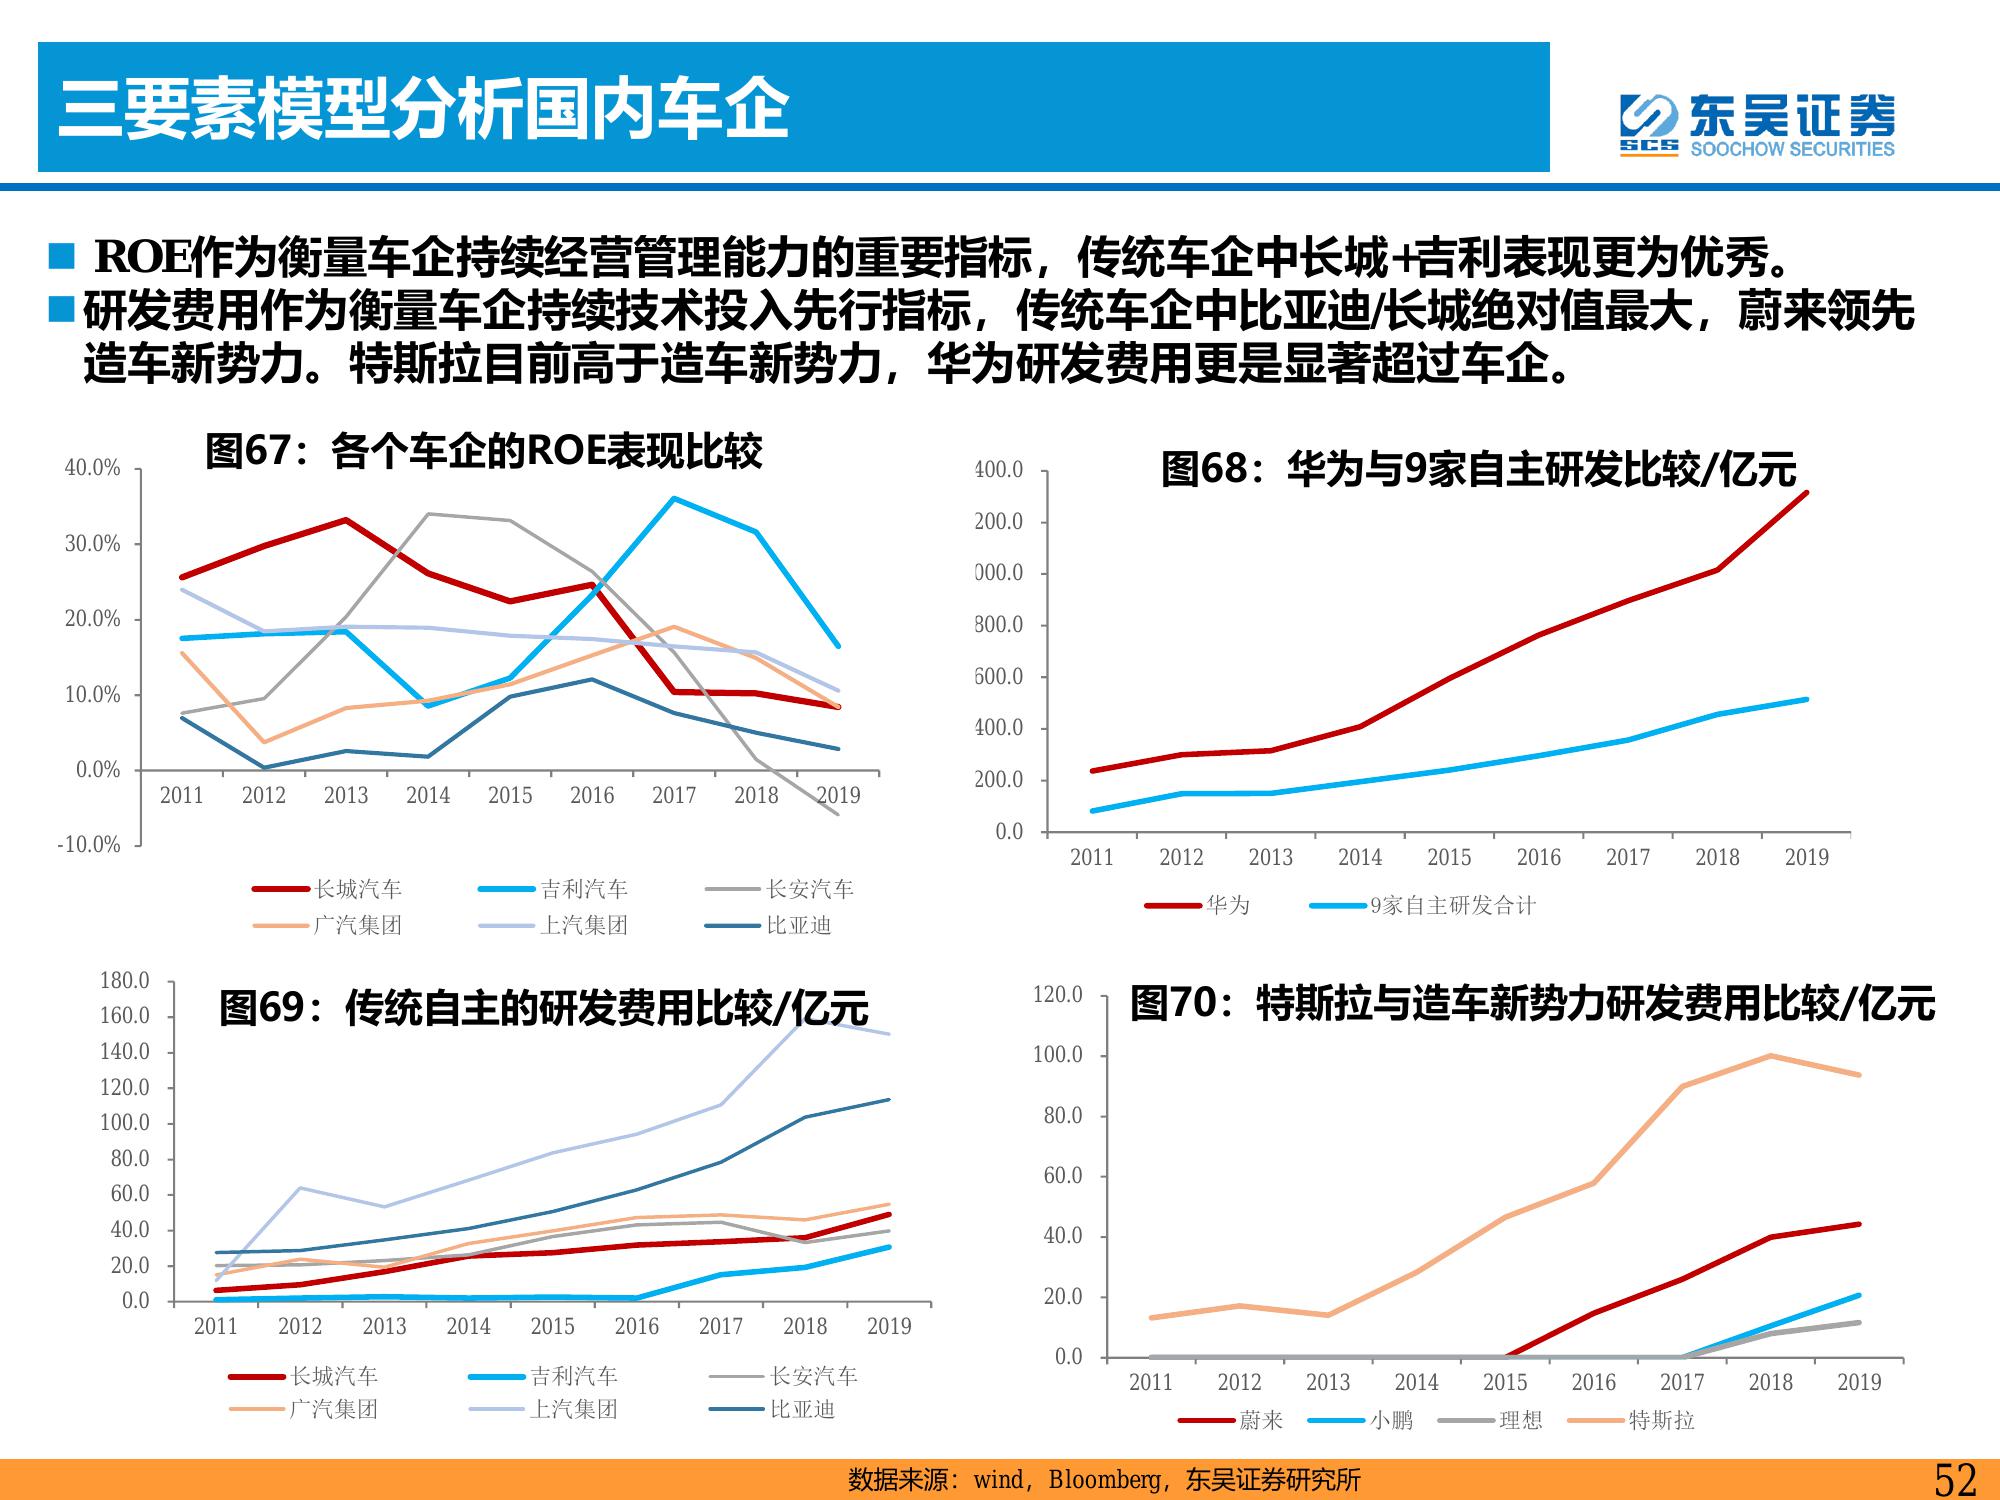 三要素模型分析国内车企
东吴证券
SCS
SOOCHOW SECURITIES
ROE作为衡量车企持续经营管理能力的重要指标，传统车企中长城+吉利表现更为优秀。
研发费用作为衡量车企持续技术投入先行指标，传统车企中比亚迪/长城绝对值最大，蔚来领先
造车新势力。特斯拉目前高于造车新势力，华为研发费用更是显著超过车企。
图67：各个车企的ROE表现比较
40.0%
30.0%
20.0%
10.0%
0.0%
-10.0%
2011 2012 2013 2014 2015 2016 2017 2018 2019
长城汽车 吉利汽车 长安汽车
广汽集团 上汽集团 比亚迪
图68：华为与9家自主研发比较/亿元
400.0
200.0
000.0
800.0
600.0
400.0
200.0
0.0
2011 2012 2013 2014 2015 2016 2017 2018 2019
华为 9家自主研发合计
图69：传统自主的研发费用比较/亿元
180.0
160.0
140.0
120.0
100.0
80.0
60.0
40.0
20.0
0.0
2011 2012 2013 2014 2015 2016 2017 2018 2019
长城汽车 吉利汽车 长安汽车
广汽集团 上汽集团 比亚迪
图70：特斯拉与造车新势力研发费用比较/亿元
120.0
100.0
80.0
60.0
40.0
20.0
0.0
2011 2012 2013 2014 2015 2016 2017 2018 2019
蔚来 小鹏 理想 特斯拉
数据来源：wind，Bloomberg，东吴证券研究所
52